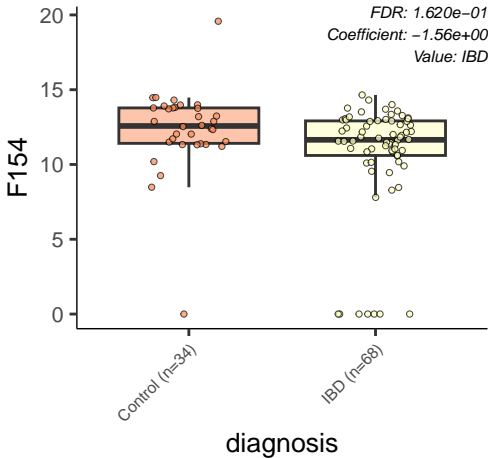 FDR: 1.620e−01
Coefficient: −1.56e+00
Value: IBD
F154
20
15
10
5
0
Control (n=34)
IBD (n=68)
diagnosis